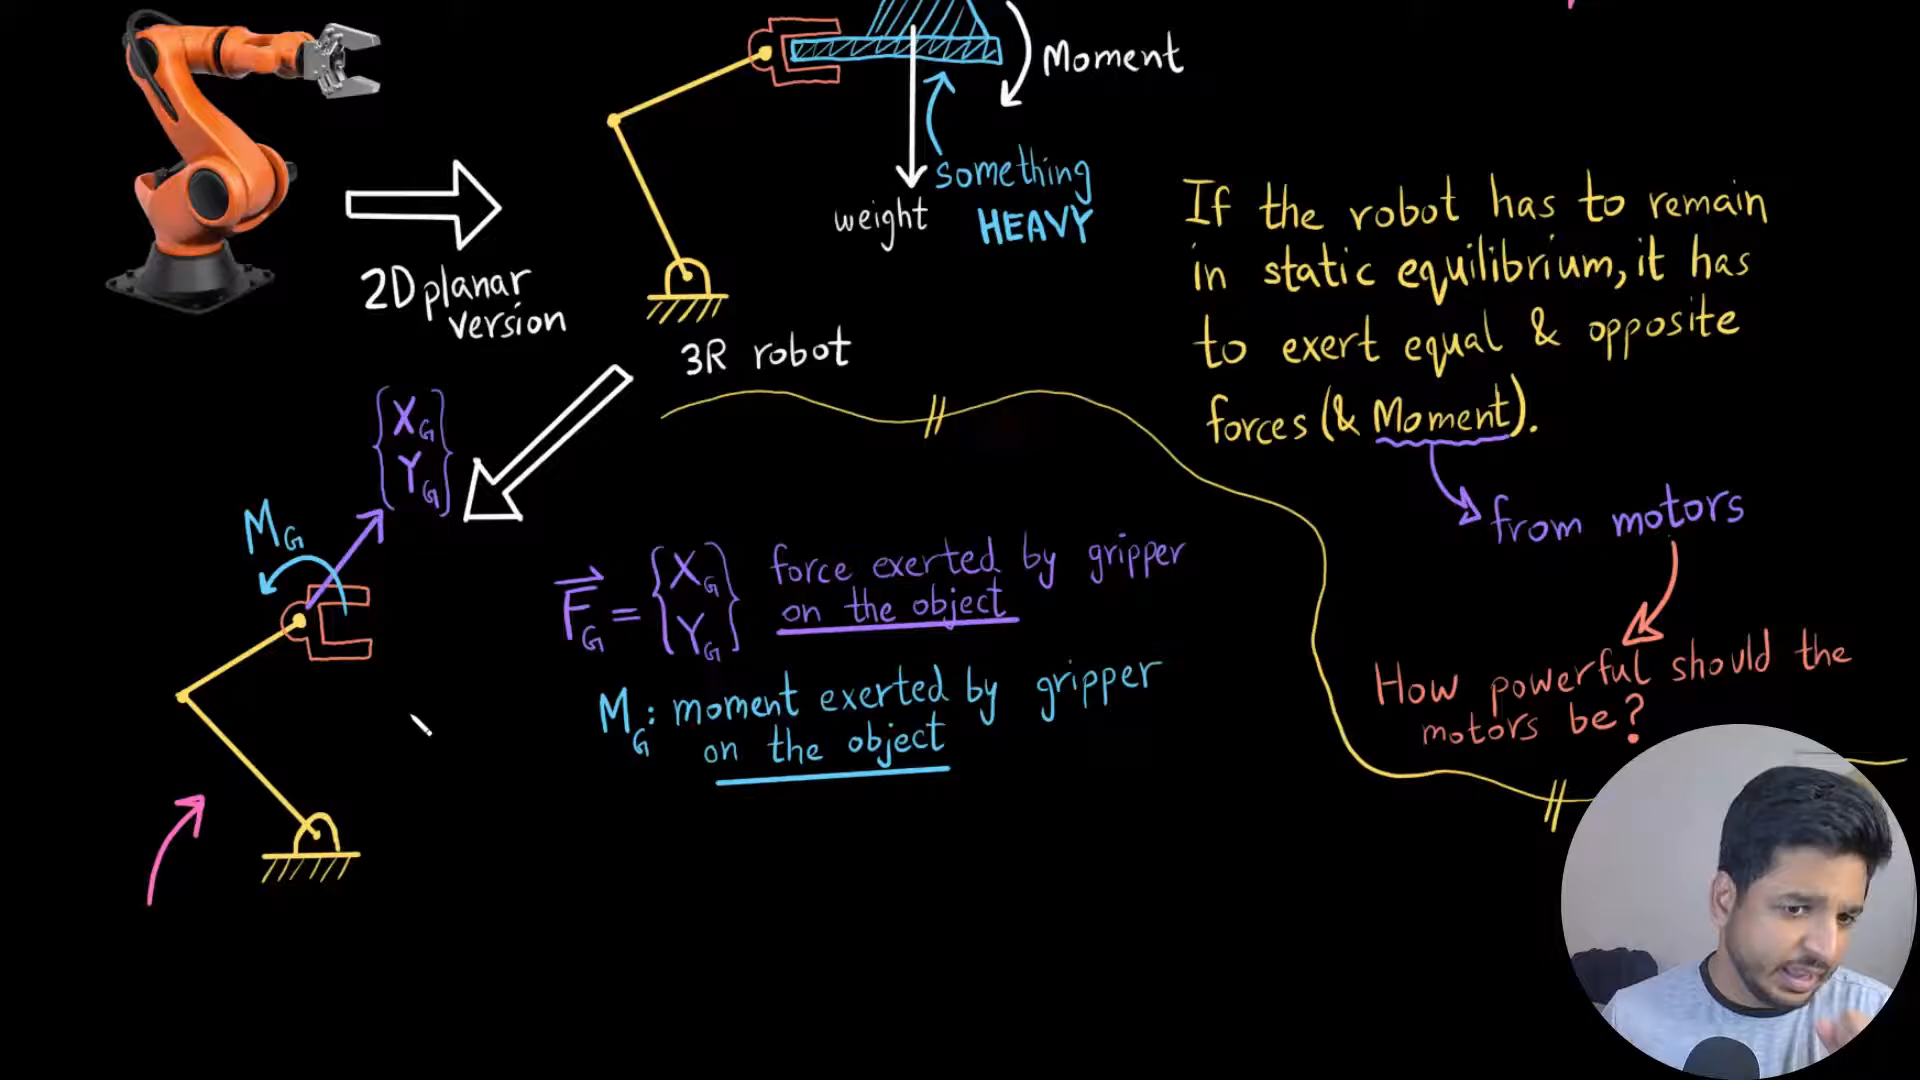 Moment
something
HEAVY
weight
2D planar
version
3R robot
If the robot has to remain
in static equilibrium, it has
to exert equal & opposite
forces (& Moment).
from motors
How powerful should the
motors be?
X_G
Y_G
M_G
F_G = { X_G Y_G } force exerted by gripper
on the object
M_G : moment exerted by gripper
on the object